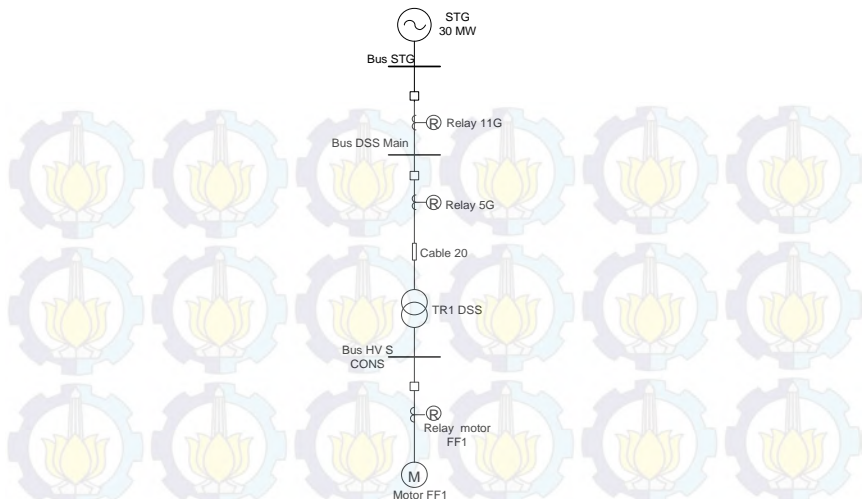 STG
30 MW
Bus STG
R Relay 11G
Bus DSS Main
R Relay 5G
Cable 20
TR1 DSS
Bus HV S
CONS
R
Relay motor
FF1
M
Motor FF1